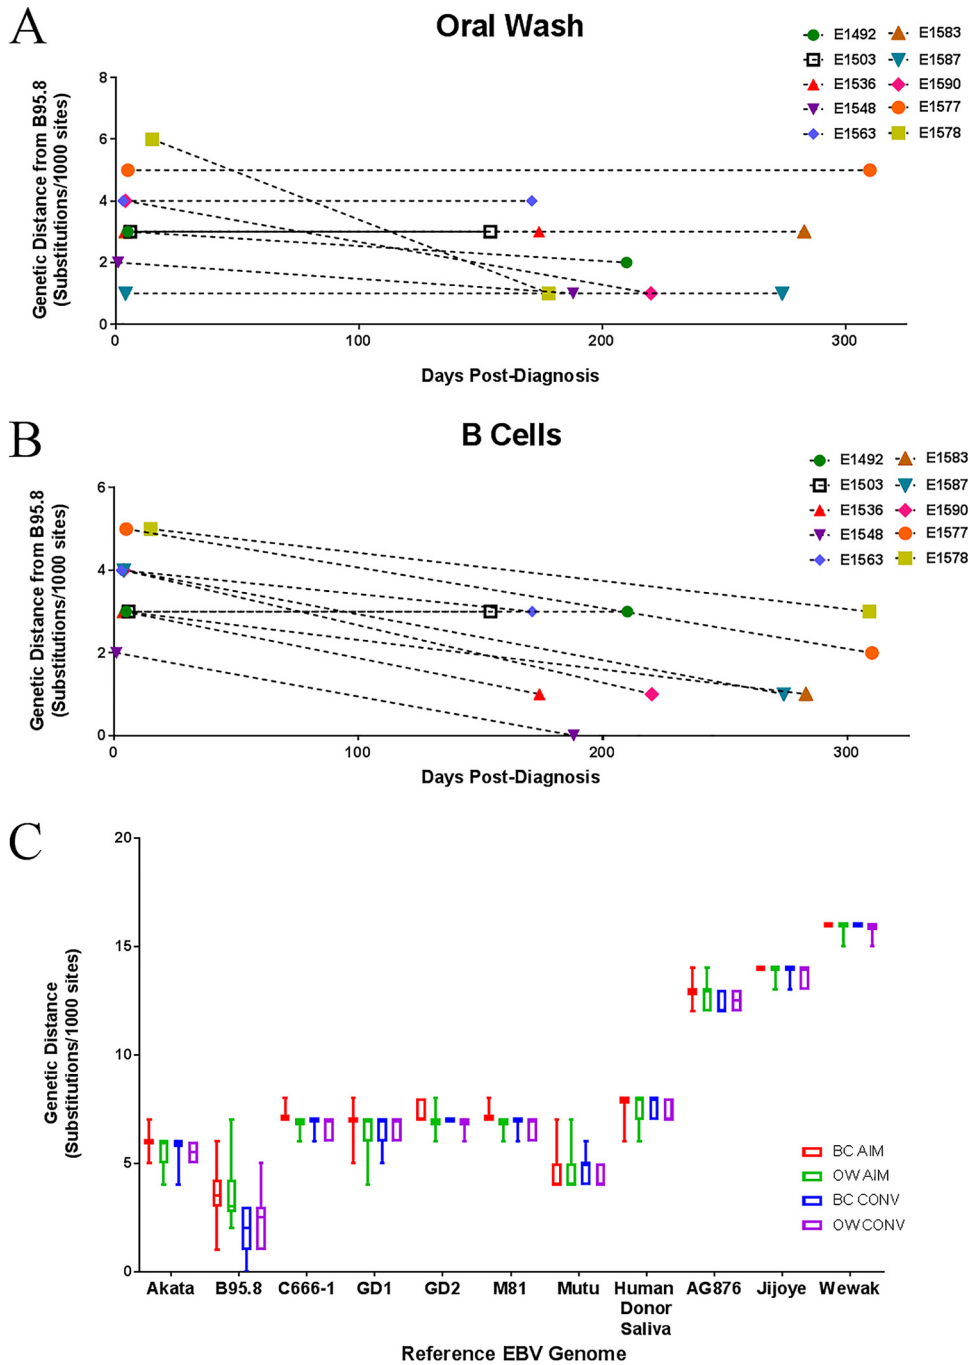 A
Oral Wash
E1492
E1503
E1536
E1548
E1563
E1583
E1587
E1590
E1577
E1578
Genetic Distance from B95.8
(Substitutions/1000 sites)
8
6
4
2
0
0 100 200 300
Days Post-Diagnosis
B
B Cells
E1492
E1503
E1536
E1548
E1563
E1583
E1587
E1590
E1577
E1578
Genetic Distance from B95.8
(Substitutions/1000 sites)
6
4
2
0
0 100 200 300
Days Post-Diagnosis
C
Genetic Distance
(Substitutions/1000 sites)
20
15
10
5
0
BC AIM
OW AIM
BC CONV
OW CONV
Akata B95.8 C666-1 GD1 GD2 M81 Mutu Human AG876 Jijoye Wewak
Donor
Saliva
Reference EBV Genome